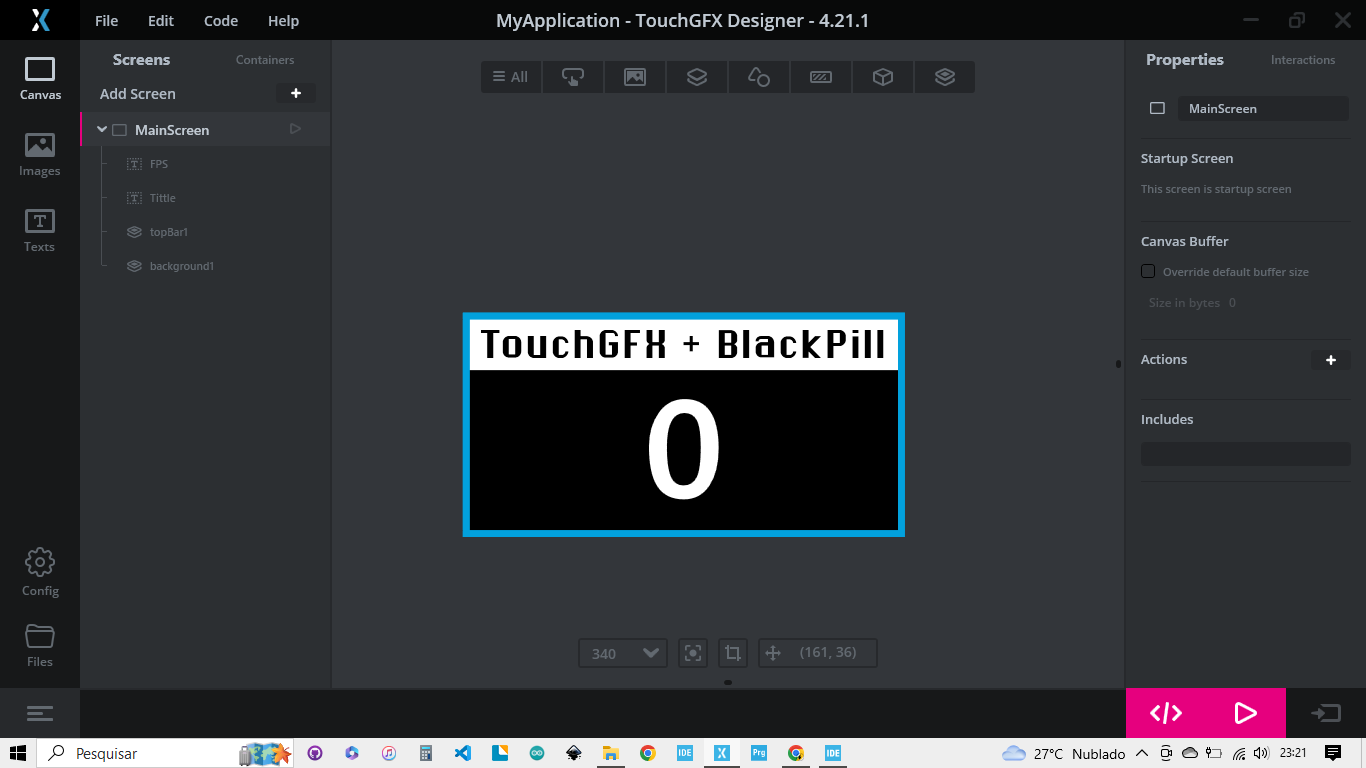 File Edit Code Help
MyApplication - TouchGFX Designer - 4.21.1
Canvas
Images
Texts
Config
Files
Screens Containers
Add Screen +
MainScreen
FPS
Tittle
topBar1
background1
All
TouchGFX + BlackPill
0
340
(161, 36)
Properties Interactions
MainScreen
Startup Screen
This screen is startup screen
Canvas Buffer
Override default buffer size
Size in bytes 0
Actions +
Includes
Pesquisar
IDE
Prg
IDE
27°C Nublado
23:21